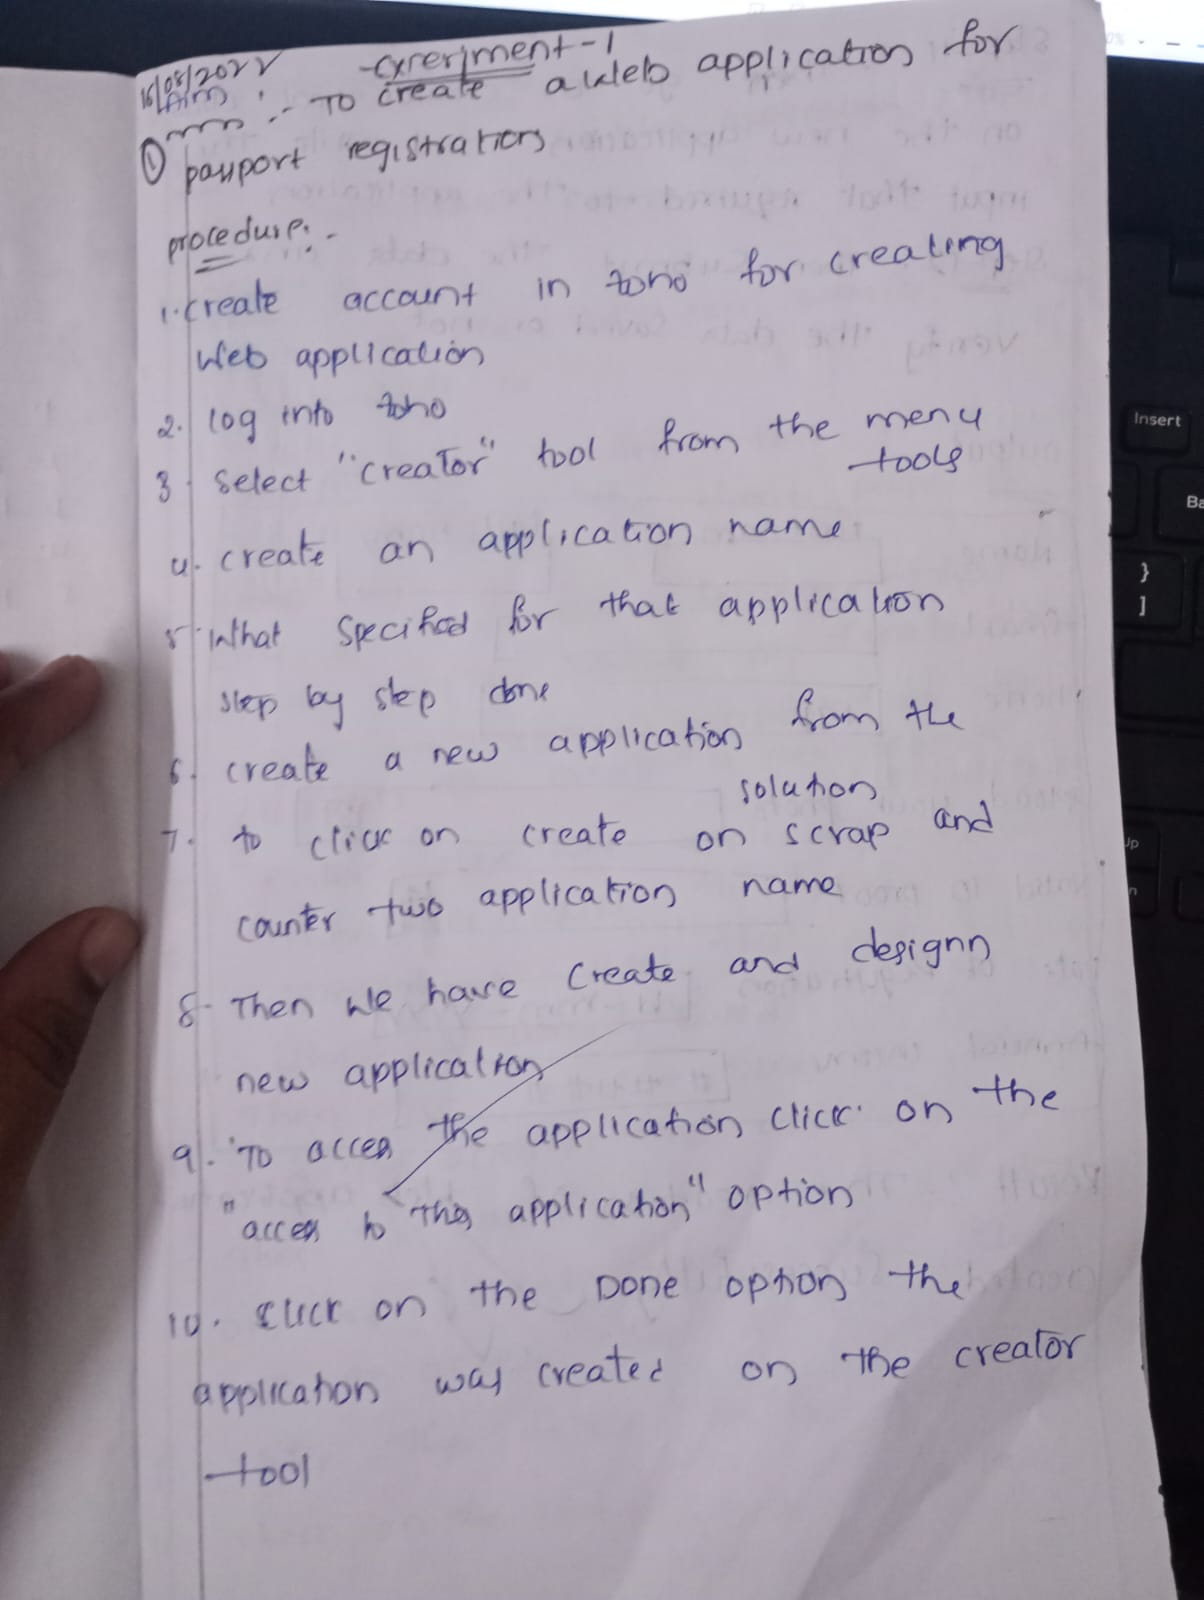 Experiment-1
16/08/2022
Aim :- To create a Web application for
① passport registration
procedure:-
1. create account in zoho for creating
Web application
2. log into zoho
3. select "creator" tool from the menu
tools
4. create an application name
5. What specified for that application
step by step done
6. create a new application from the
solution
7. to click on create on scrap and
counter two application name
8. Then we have create and designn
new application
9. To access the application click on the
"access to this application" option
10. click on the Done option the
application was created on the creator
tool
Insert
Ba
}
]